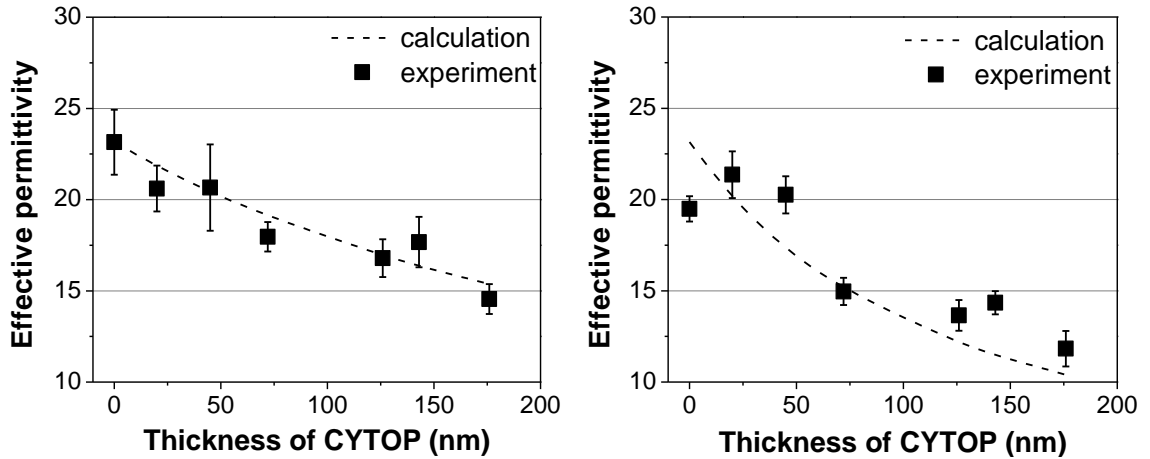 30
25
20
15
10
Effective permittivity
calculation
experiment
0
50
100
150
200
Thickness of CYTOP (nm)
30
25
20
15
10
Effective permittivity
calculation
experiment
0
50
100
150
200
Thickness of CYTOP (nm)